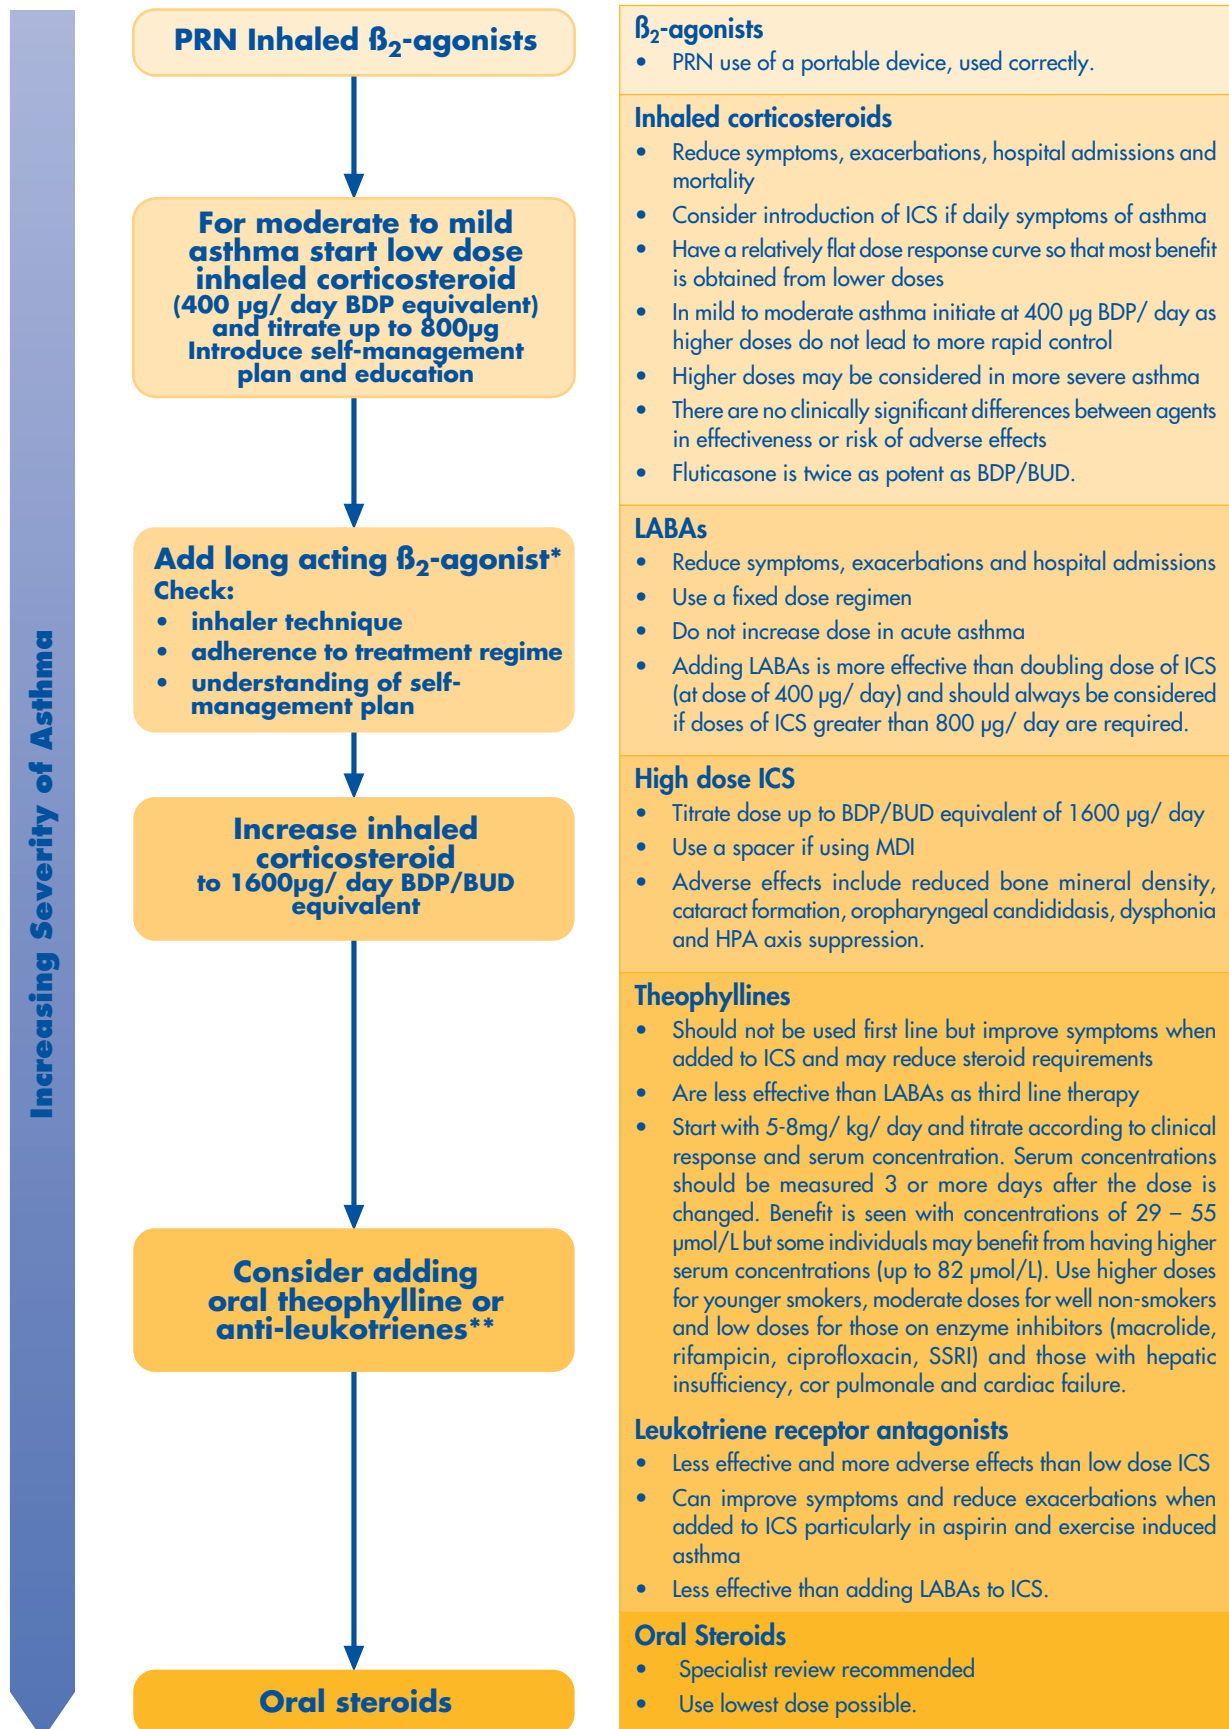 Increasing Severity of Asthma
PRN Inhaled ß₂-agonists
For moderate to mild
asthma start low dose
inhaled corticosteroid
(400 µg/ day BDP equivalent)
and titrate up to 800µg
Introduce self-management
plan and education
Add long acting ß₂-agonist*
Check:
• inhaler technique
• adherence to treatment regime
• understanding of self-
management plan
Increase inhaled
corticosteroid
to 1600µg/ day BDP/BUD
equivalent
Consider adding
oral theophylline or
anti-leukotrienes**
Oral steroids
ß₂-agonists
• PRN use of a portable device, used correctly.
Inhaled corticosteroids
• Reduce symptoms, exacerbations, hospital admissions and
mortality
• Consider introduction of ICS if daily symptoms of asthma
• Have a relatively flat dose response curve so that most benefit
is obtained from lower doses
• In mild to moderate asthma initiate at 400 µg BDP/ day as
higher doses do not lead to more rapid control
• Higher doses may be considered in more severe asthma
• There are no clinically significant differences between agents
in effectiveness or risk of adverse effects
• Fluticasone is twice as potent as BDP/BUD.
LABAs
• Reduce symptoms, exacerbations and hospital admissions
• Use a fixed dose regimen
• Do not increase dose in acute asthma
• Adding LABAs is more effective than doubling dose of ICS
(at dose of 400 µg/ day) and should always be considered
if doses of ICS greater than 800 µg/ day are required.
High dose ICS
• Titrate dose up to BDP/BUD equivalent of 1600 µg/ day
• Use a spacer if using MDI
• Adverse effects include reduced bone mineral density,
cataract formation, oropharyngeal candididasis, dysphonia
and HPA axis suppression.
Theophyllines
• Should not be used first line but improve symptoms when
added to ICS and may reduce steroid requirements
• Are less effective than LABAs as third line therapy
• Start with 5-8mg/ kg/ day and titrate according to clinical
response and serum concentration. Serum concentrations
should be measured 3 or more days after the dose is
changed. Benefit is seen with concentrations of 29 – 55
µmol/L but some individuals may benefit from having higher
serum concentrations (up to 82 µmol/L). Use higher doses
for younger smokers, moderate doses for well non-smokers
and low doses for those on enzyme inhibitors (macrolide,
rifampicin, ciprofloxacin, SSRI) and those with hepatic
insufficiency, cor pulmonale and cardiac failure.
Leukotriene receptor antagonists
• Less effective and more adverse effects than low dose ICS
• Can improve symptoms and reduce exacerbations when
added to ICS particularly in aspirin and exercise induced
asthma
• Less effective than adding LABAs to ICS.
Oral Steroids
• Specialist review recommended
• Use lowest dose possible.